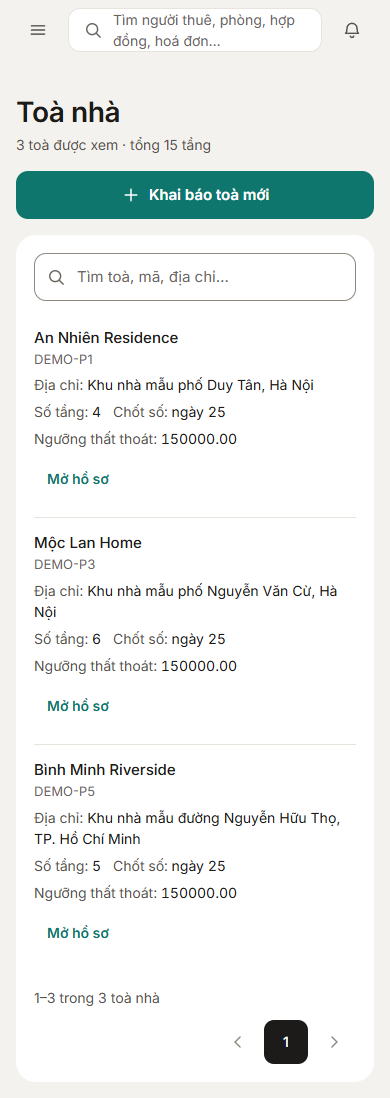 Tìm người thuê, phòng, hợp
đồng, hoá đơn...
Toà nhà
3 toà được xem · tổng 15 tầng
+ Khai báo toà mới
Tìm toà, mã, địa chỉ...
An Nhiên Residence
DEMO-P1
Địa chỉ: Khu nhà mẫu phố Duy Tân, Hà Nội
Số tầng: 4 Chốt số: ngày 25
Ngưỡng thất thoát: 150000.00
Mở hồ sơ
Mộc Lan Home
DEMO-P3
Địa chỉ: Khu nhà mẫu phố Nguyễn Văn Cừ, Hà
Nội
Số tầng: 6 Chốt số: ngày 25
Ngưỡng thất thoát: 150000.00
Mở hồ sơ
Bình Minh Riverside
DEMO-P5
Địa chỉ: Khu nhà mẫu đường Nguyễn Hữu Thọ,
TP. Hồ Chí Minh
Số tầng: 5 Chốt số: ngày 25
Ngưỡng thất thoát: 150000.00
Mở hồ sơ
1–3 trong 3 toà nhà
1